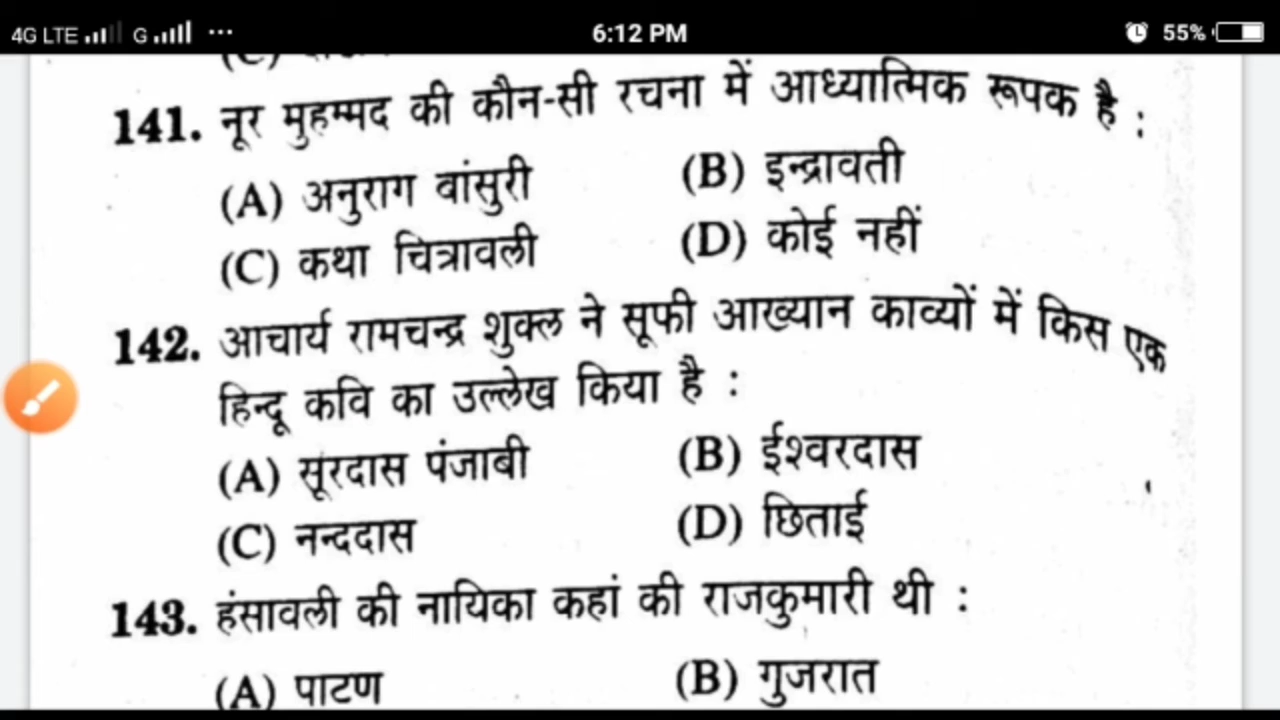 4G LTE G ... 6:12 PM 55%
141. नूर मुहम्मद की कौन-सी रचना में आध्यात्मिक रूपक है :
(A) अनुराग बांसुरी (B) इन्द्रावती
(C) कथा चित्रावली (D) कोई नहीं
142. आचार्य रामचन्द्र शुक्ल ने सूफी आख्यान काव्यों में किस एक
हिन्दू कवि का उल्लेख किया है :
(A) सूरदास पंजाबी (B) ईश्वरदास
(C) नन्ददास (D) छिताई
143. हंसावली की नायिका कहां की राजकुमारी थी :
(A) पाटण (B) गुजरात